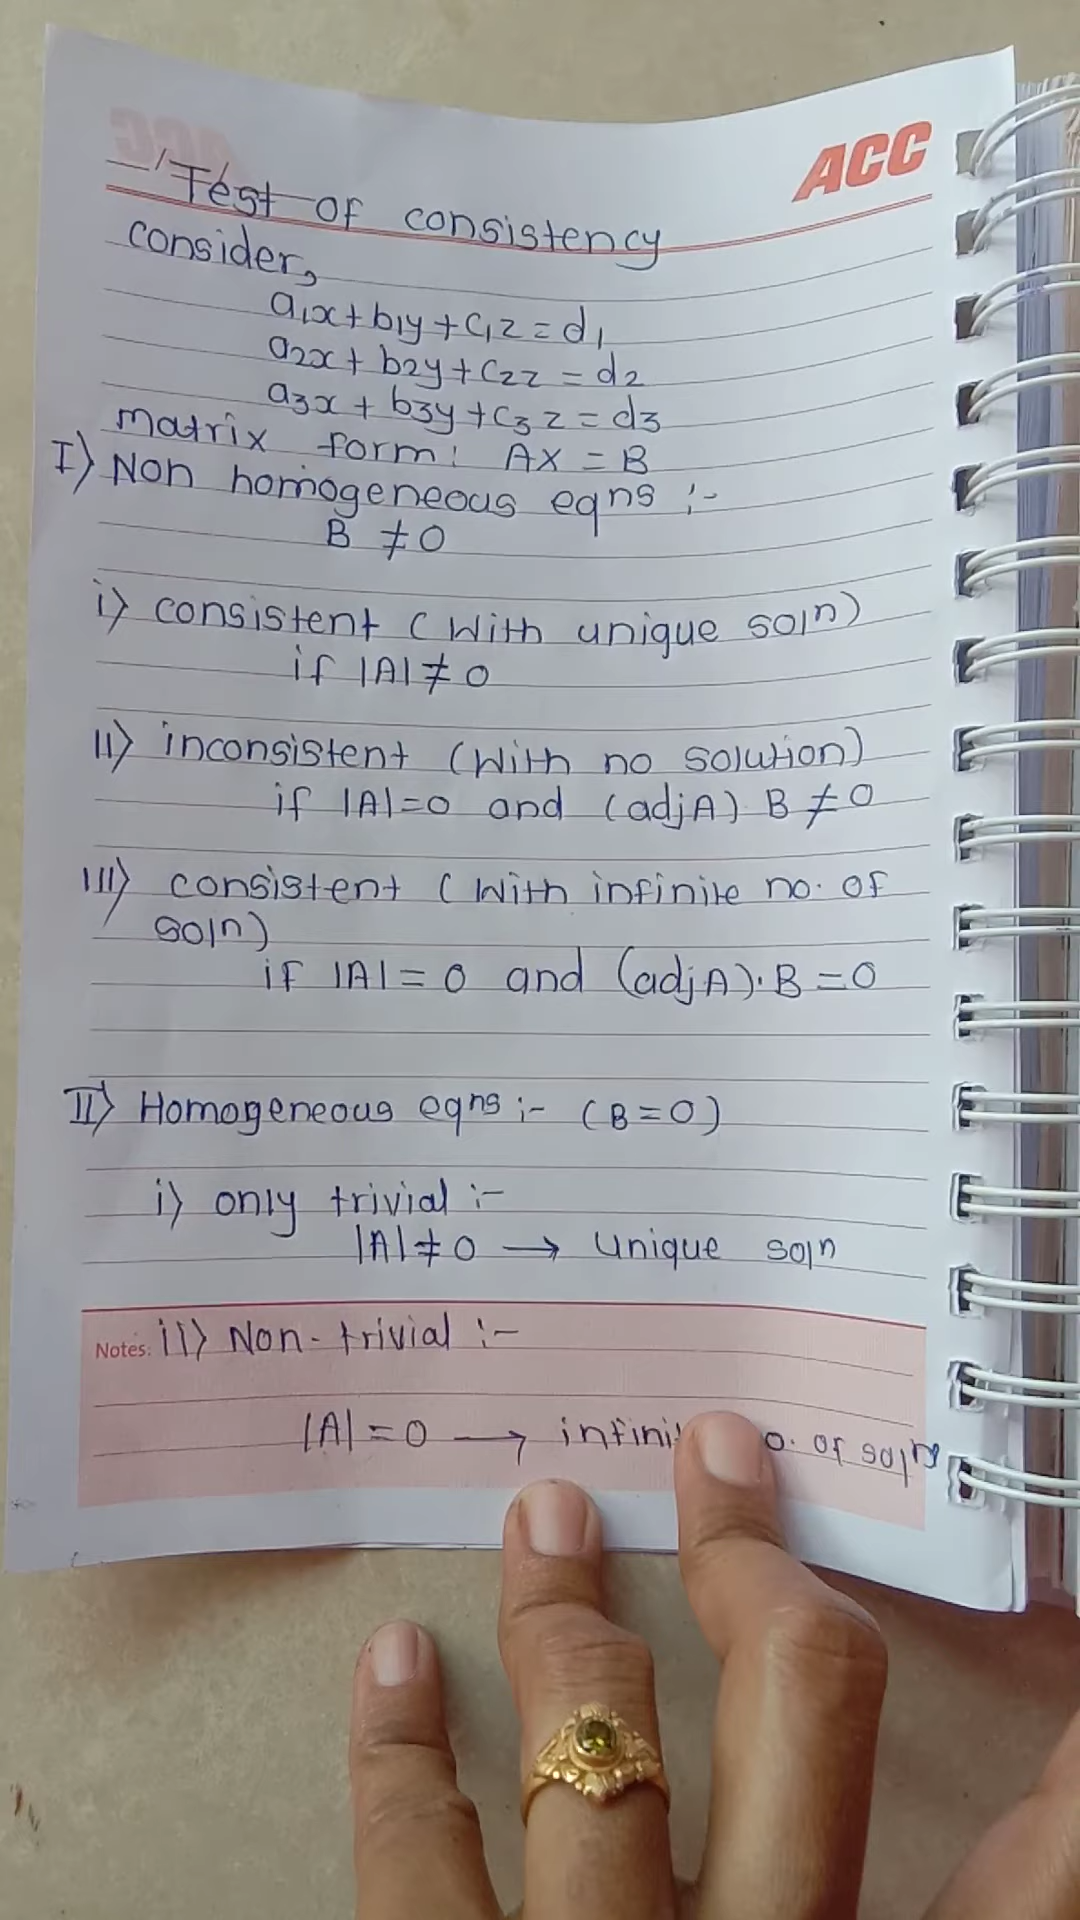 ACC
Test of consistency
consider,
a1x + b1y + c1z = d1
a2x + b2y + c2z = d2
a3x + b3y + c3z = d3
matrix form: AX = B
I) Non homogeneous eqns :-
B ≠ 0
i) consistent (With unique soln)
if |A| ≠ 0
ii) inconsistent (With no solution)
if |A|=0 and (adjA) B ≠ 0
iii) consistent (With infinite no. of
soln)
if |A| = 0 and (adjA)·B = 0
II) Homogeneous eqns :- (B=0)
i) only trivial :-
|A| ≠ 0 → unique soln
Notes: ii) Non-trivial :-
|A| = 0 → of solns